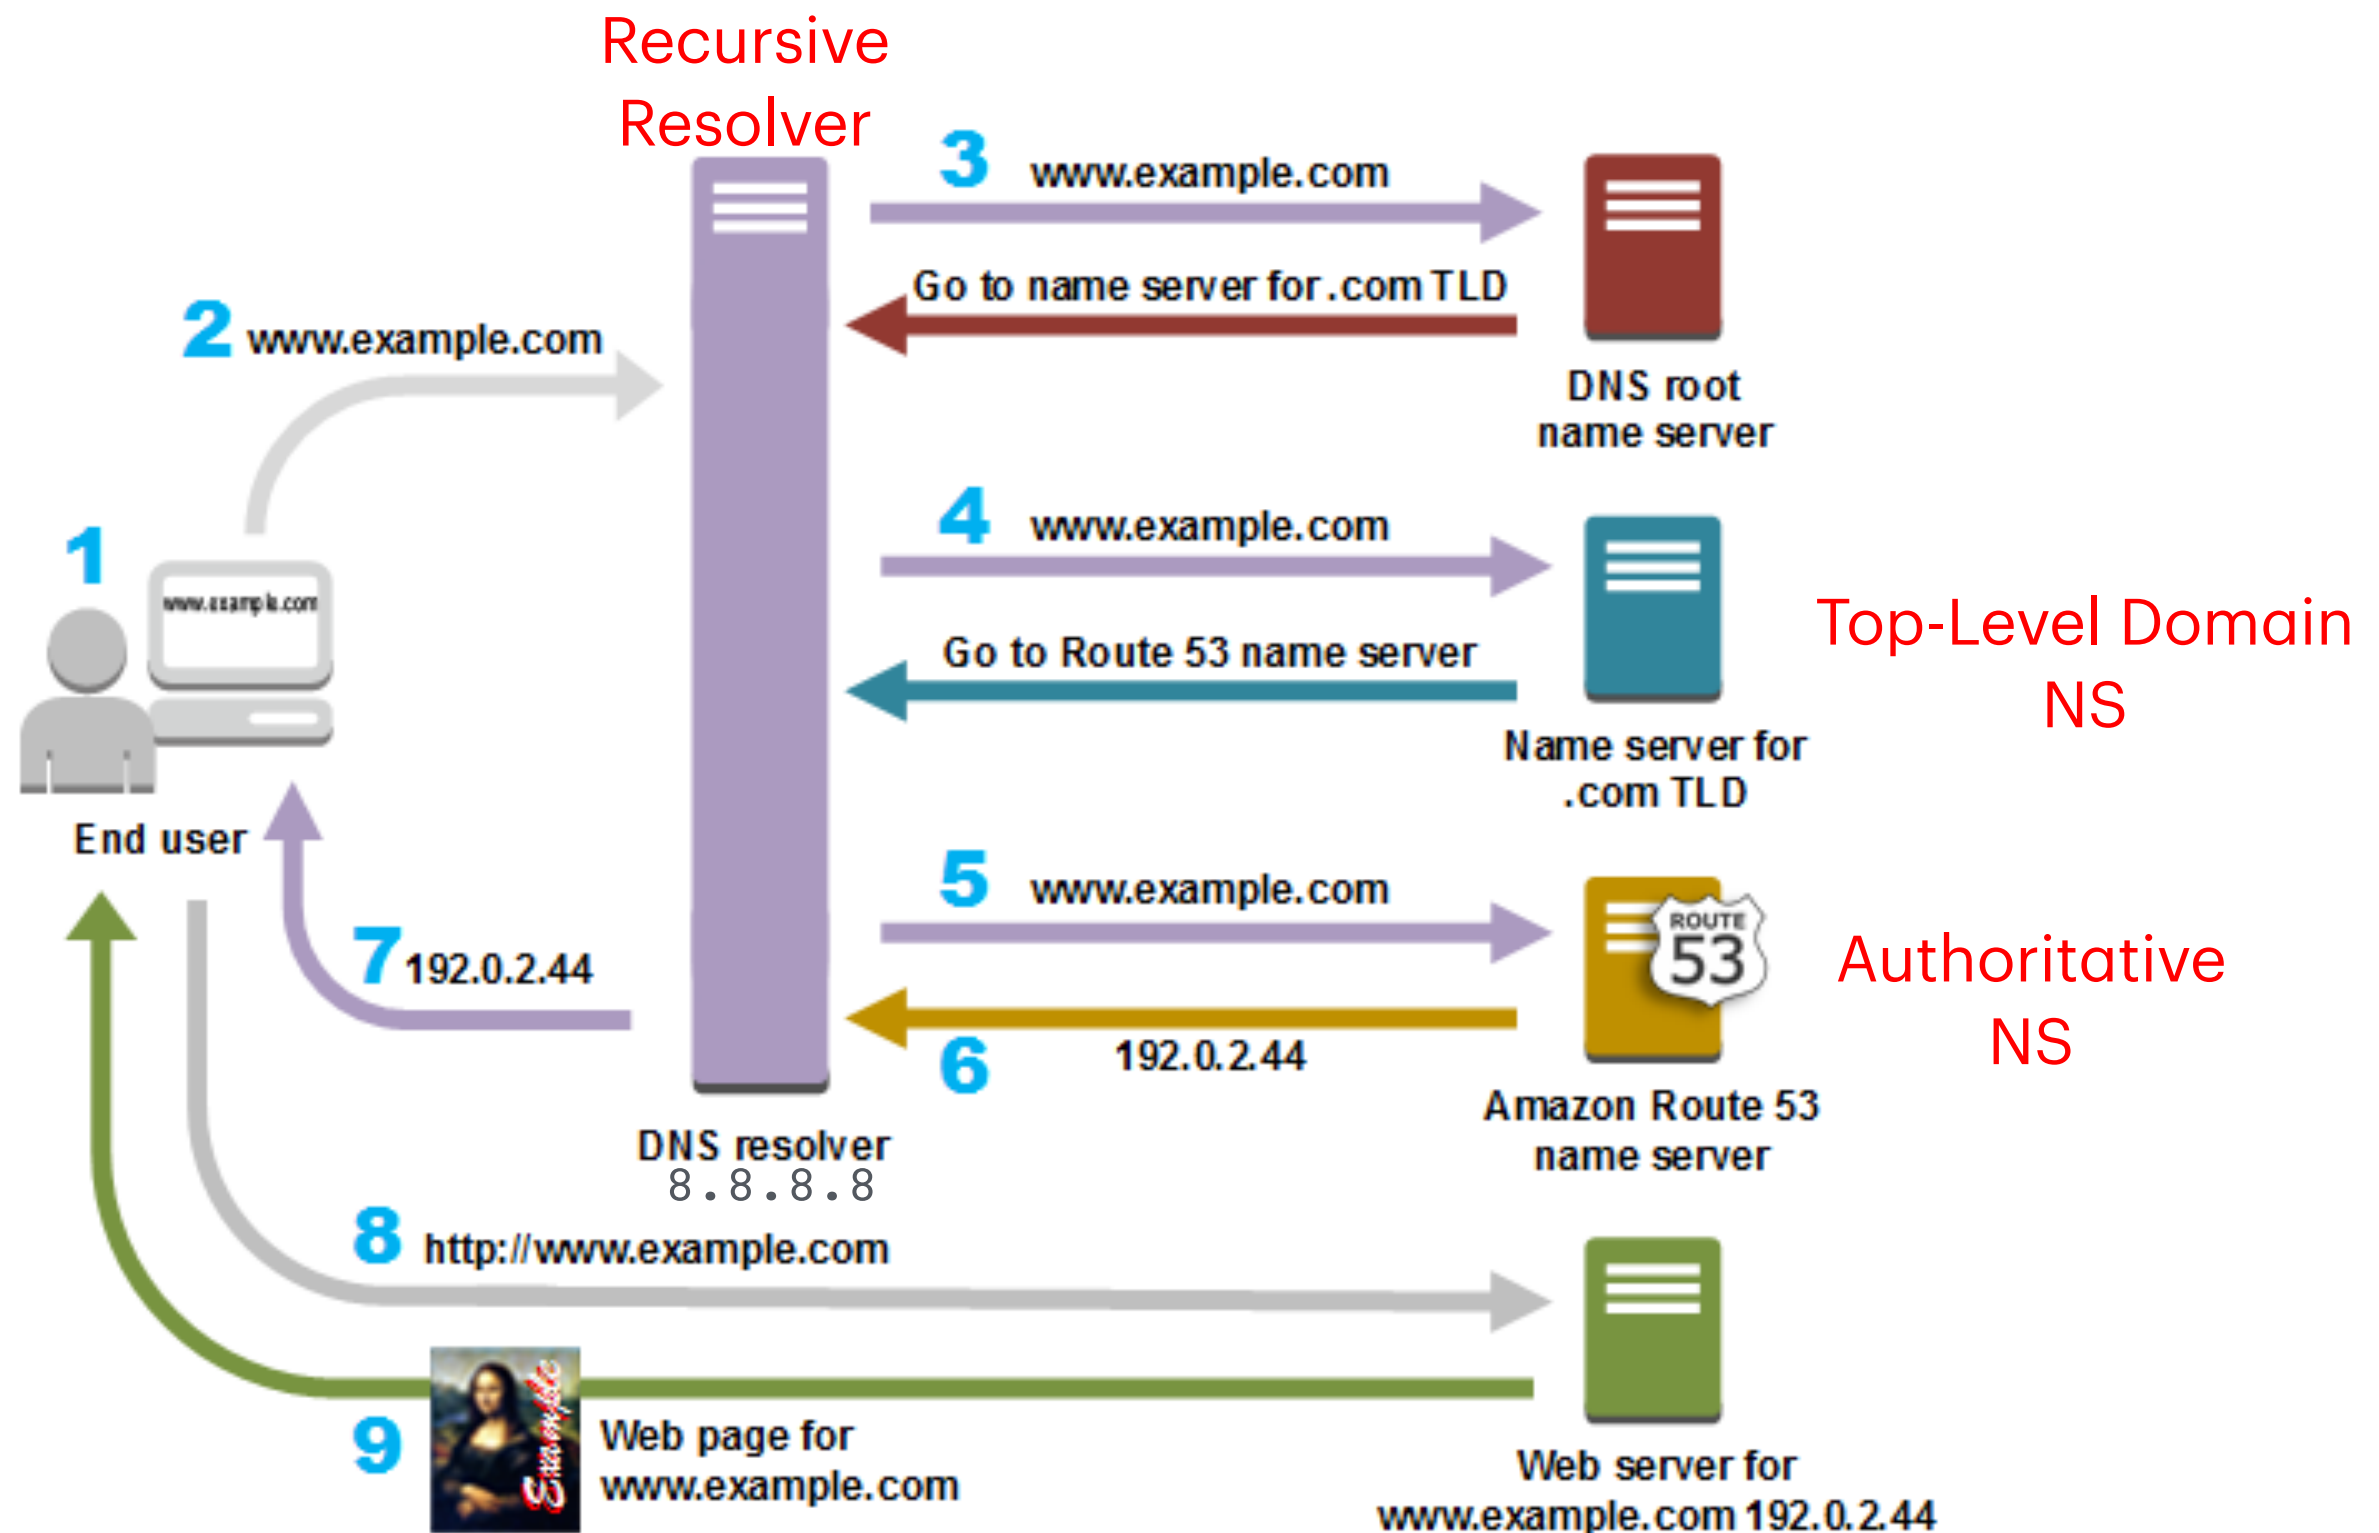 Recursive
Resolver
3 www.example.com
Go to name server for .com TLD
DNS root
name server
2 www.example.com
4 www.example.com
Go to Route 53 name server
Name server for
.com TLD
Top-Level Domain
NS
1
www.example.com
End user
5 www.example.com
ROUTE
53
Authoritative
NS
6 192.0.2.44
Amazon Route 53
name server
7 192.0.2.44
DNS resolver
8.8.8.8
8 http://www.example.com
9
Example
Web page for
www.example.com
Web server for
www.example.com 192.0.2.44